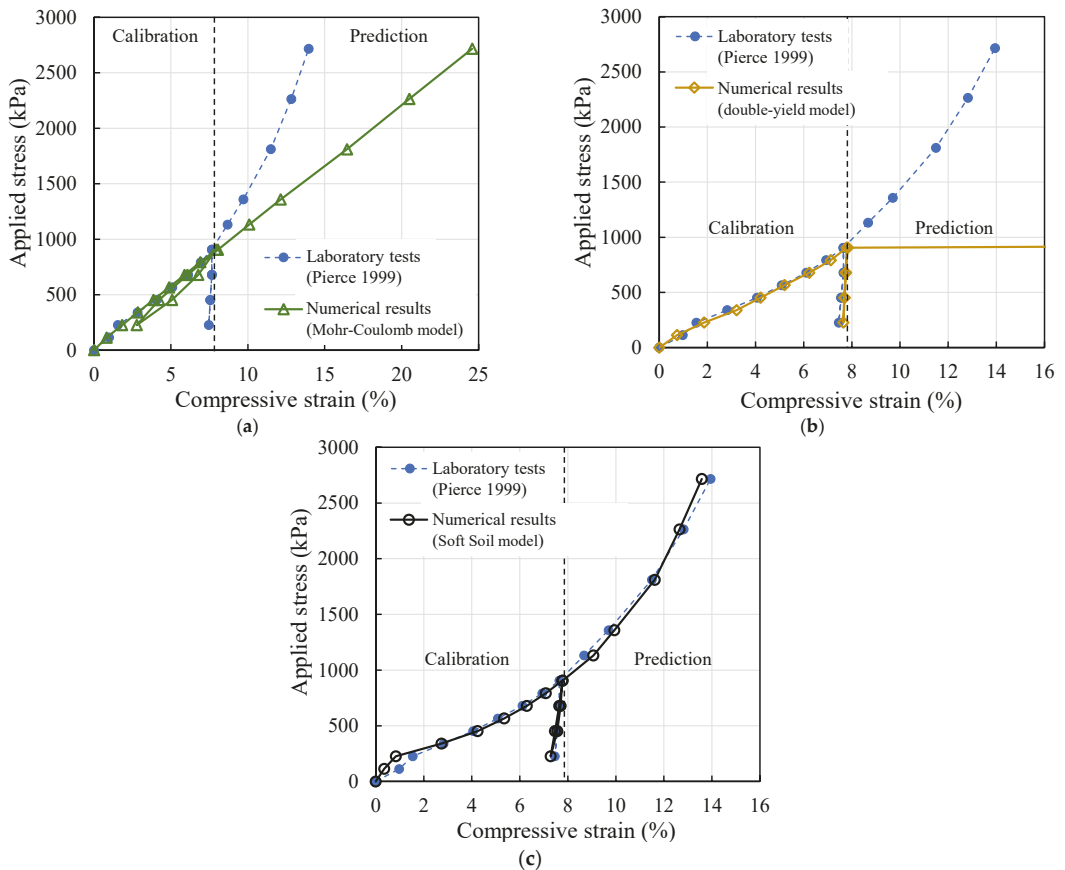 3000
2500
2000
1500
1000
500
0
Applied stress (kPa)
Calibration
Prediction
Laboratory tests
(Pierce 1999)
Numerical results
(Mohr-Coulomb model)
0 5 10 15 20 25
Compressive strain (%)
(a)
3000
2500
2000
1500
1000
500
0
Applied stress (kPa)
Laboratory tests
(Pierce 1999)
Numerical results
(double-yield model)
Calibration
Prediction
0 2 4 6 8 10 12 14 16
Compressive strain (%)
(b)
3000
2500
2000
1500
1000
500
0
Applied stress (kPa)
Laboratory tests
(Pierce 1999)
Numerical results
(Soft Soil model)
Calibration
Prediction
0 2 4 6 8 10 12 14 16
Compressive strain (%)
(c)